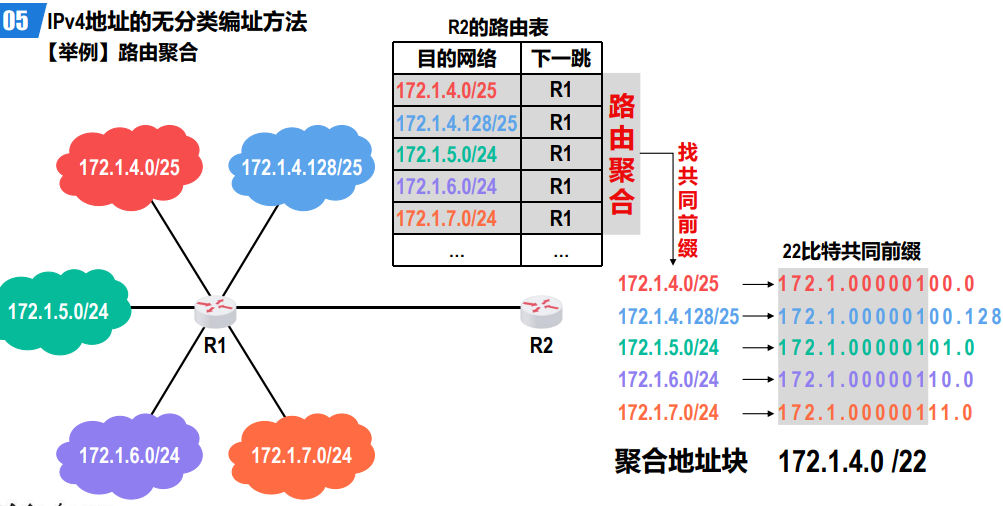 05 IPv4地址的无分类编址方法
【举例】路由聚合
R2的路由表
目的网络 下一跳
172.1.4.0/25 R1
172.1.4.128/25 R1
172.1.5.0/24 R1
172.1.6.0/24 R1
172.1.7.0/24 R1
... ...
路由聚合
找共同前缀
172.1.4.0/25
172.1.4.128/25
172.1.5.0/24
172.1.6.0/24
172.1.7.0/24
R1
R2
22比特共同前缀
172.1.4.0/25 172.1.00000100.0
172.1.4.128/25 172.1.00000100.128
172.1.5.0/24 172.1.00000101.0
172.1.6.0/24 172.1.00000110.0
172.1.7.0/24 172.1.00000111.0
聚合地址块 172.1.4.0 /22